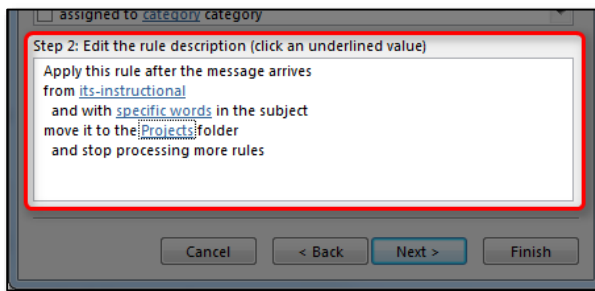 assigned to category category
Step 2: Edit the rule description (click an underlined value)
Apply this rule after the message arrives
from its-instructional
and with specific words in the subject
move it to the Projects folder
and stop processing more rules
Cancel
< Back
Next >
Finish